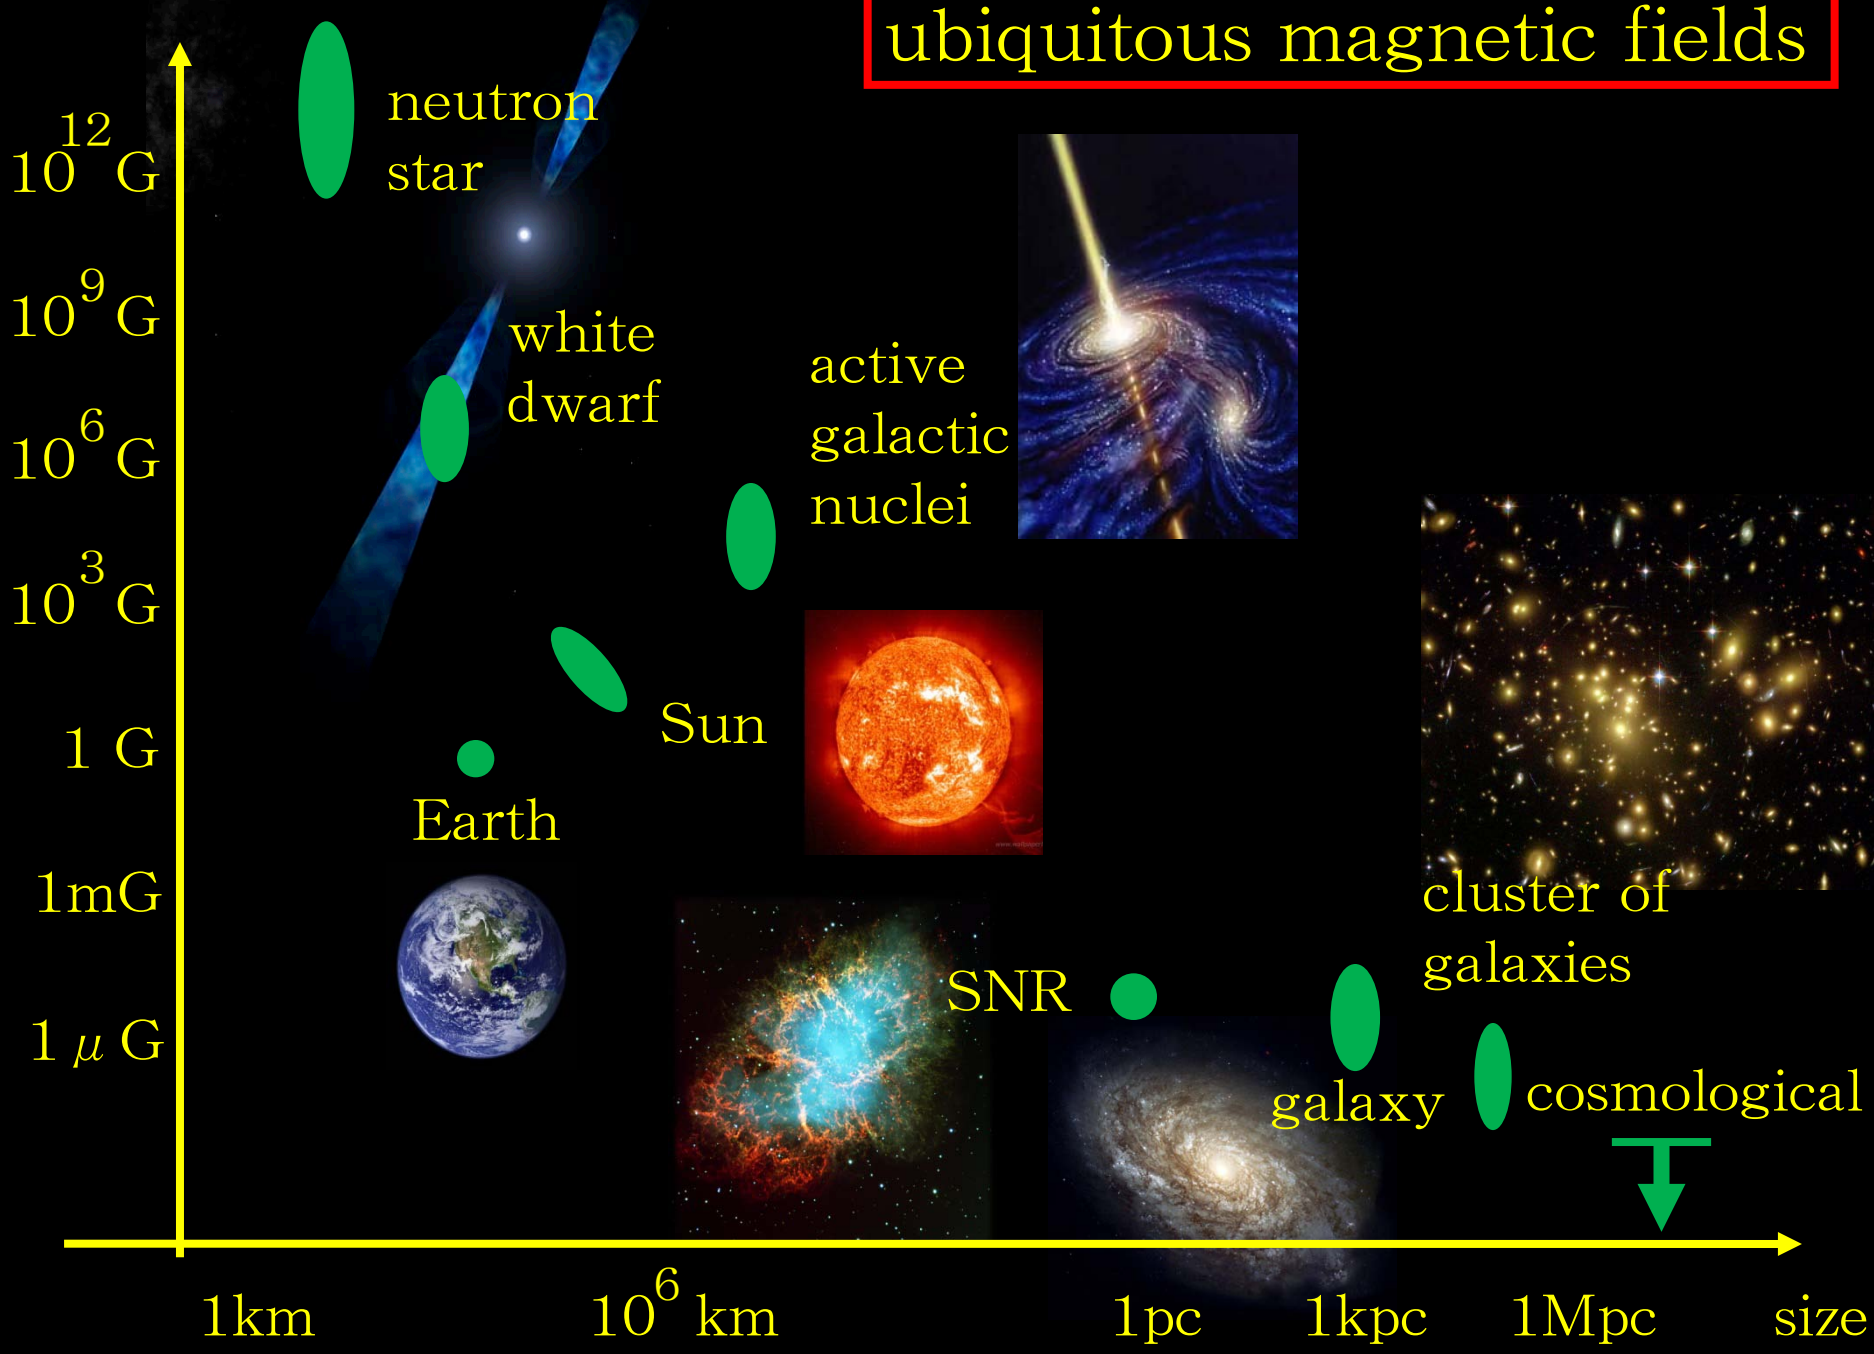 ubiquitous magnetic fields
neutron
star
10^12 G
10^9 G
white
dwarf
active
galactic
nuclei
10^6 G
10^3 G
Sun
1 G
Earth
1mG
cluster of
galaxies
SNR
1 μ G
galaxy
cosmological
1km
10^6 km
1pc
1kpc
1Mpc
size